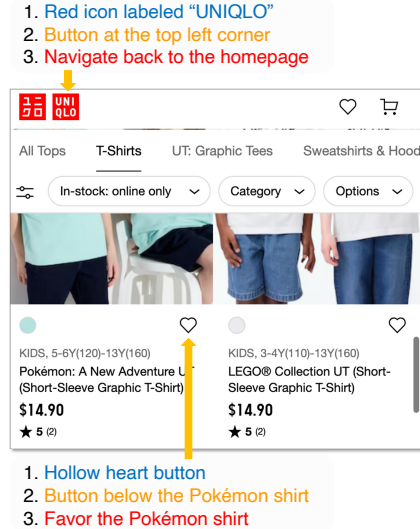 1. Red icon labeled “UNIQLO”
2. Button at the top left corner
3. Navigate back to the homepage
ユニ UNI
クロ QLO
All Tops T-Shirts UT: Graphic Tees Sweatshirts & Hood
In-stock: online only Category Options
KIDS, 5-6Y(120)-13Y(160) KIDS, 3-4Y(110)-13Y(160)
Pokémon: A New Adventure UT LEGO® Collection UT (Short-
(Short-Sleeve Graphic T-Shirt) Sleeve Graphic T-Shirt)
$14.90 $14.90
★ 5 (2) ★ 5 (2)
1. Hollow heart button
2. Button below the Pokémon shirt
3. Favor the Pokémon shirt